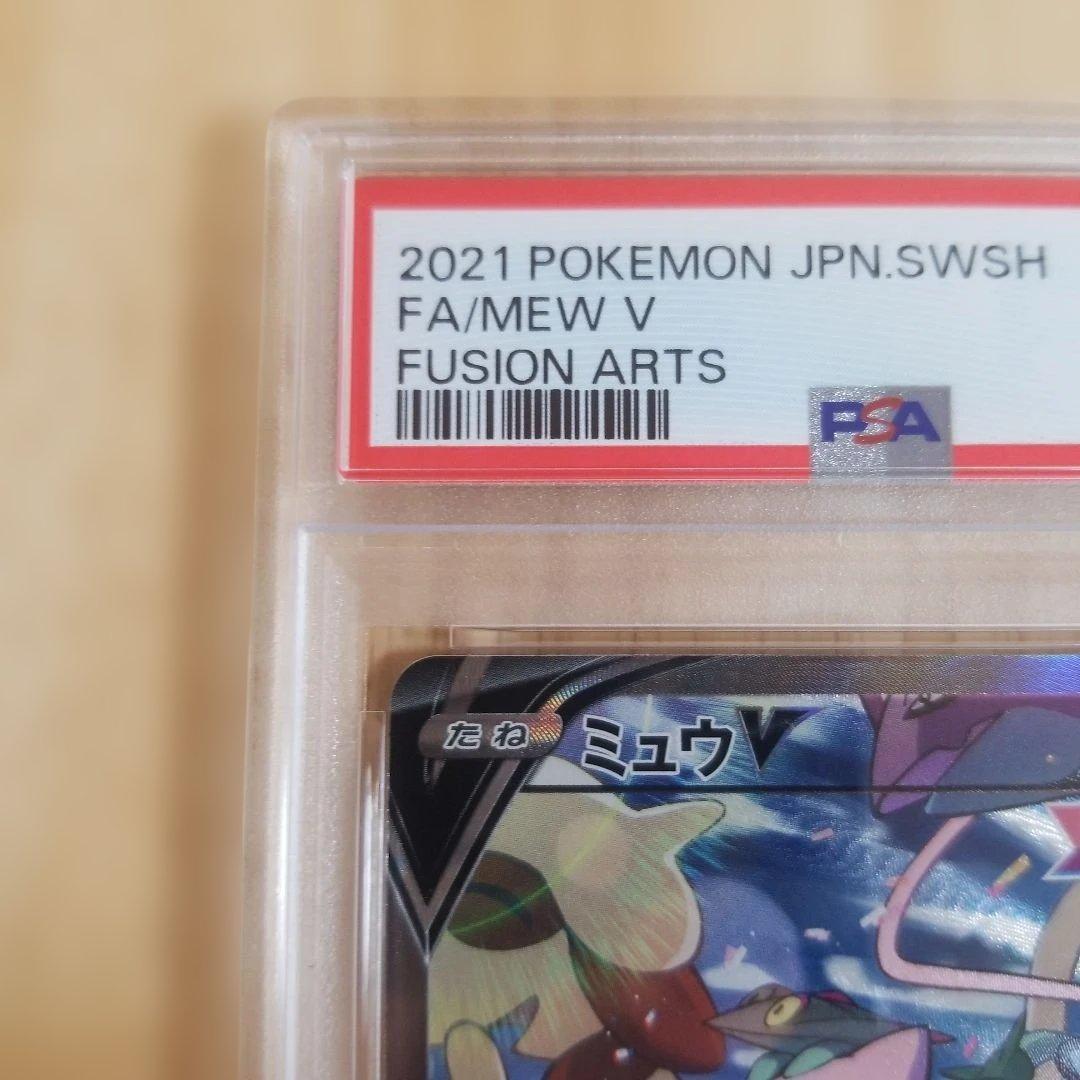 2021 POKEMON JPN.SWSH
FA/MEW V
FUSION ARTS
PSA
たね ミュウV